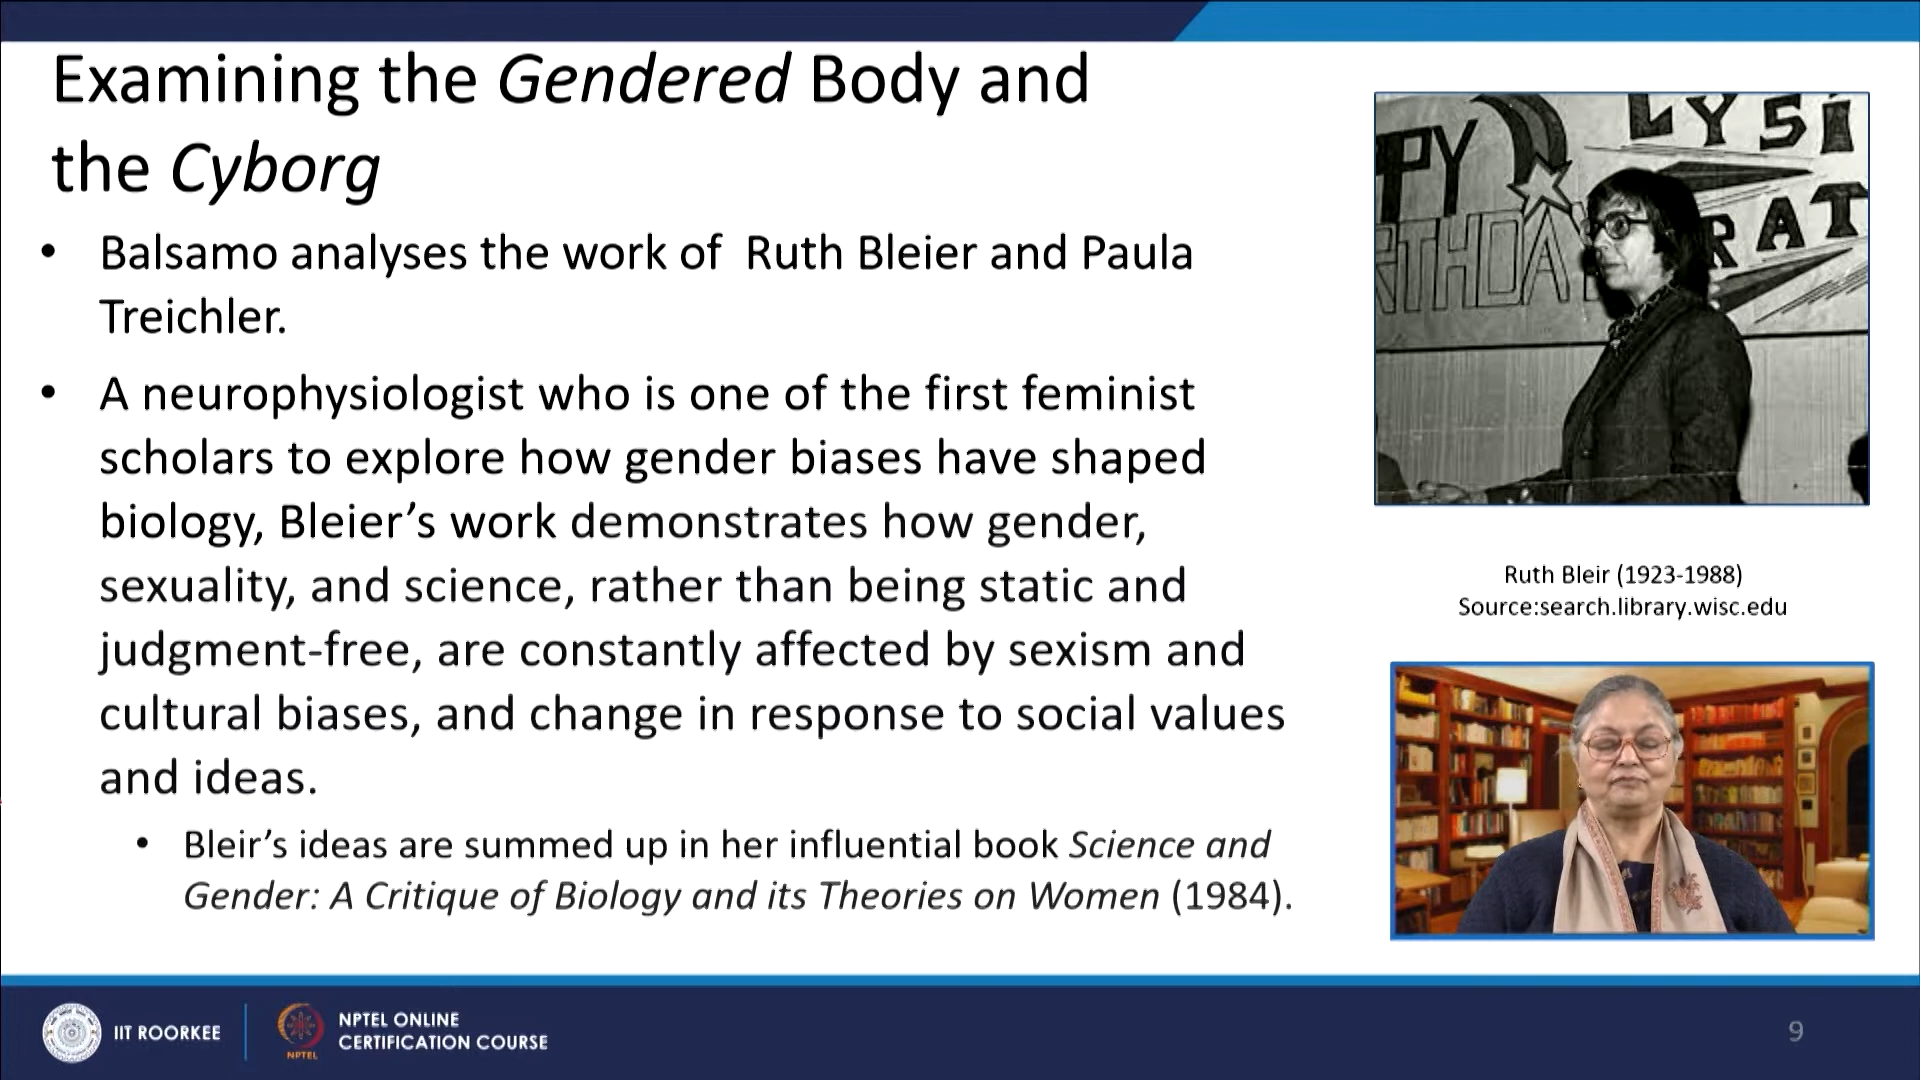 Examining the Gendered Body and
the Cyborg
• Balsamo analyses the work of Ruth Bleier and Paula
Treichler.
• A neurophysiologist who is one of the first feminist
scholars to explore how gender biases have shaped
biology, Bleier’s work demonstrates how gender,
sexuality, and science, rather than being static and
judgment-free, are constantly affected by sexism and
cultural biases, and change in response to social values
and ideas.
• Bleir’s ideas are summed up in her influential book Science and
Gender: A Critique of Biology and its Theories on Women (1984).
PPY
RTHDA
LYSI
RAT
Ruth Bleir (1923-1988)
Source:search.library.wisc.edu
IIT ROORKEE
NPTEL
NPTEL ONLINE
CERTIFICATION COURSE
9